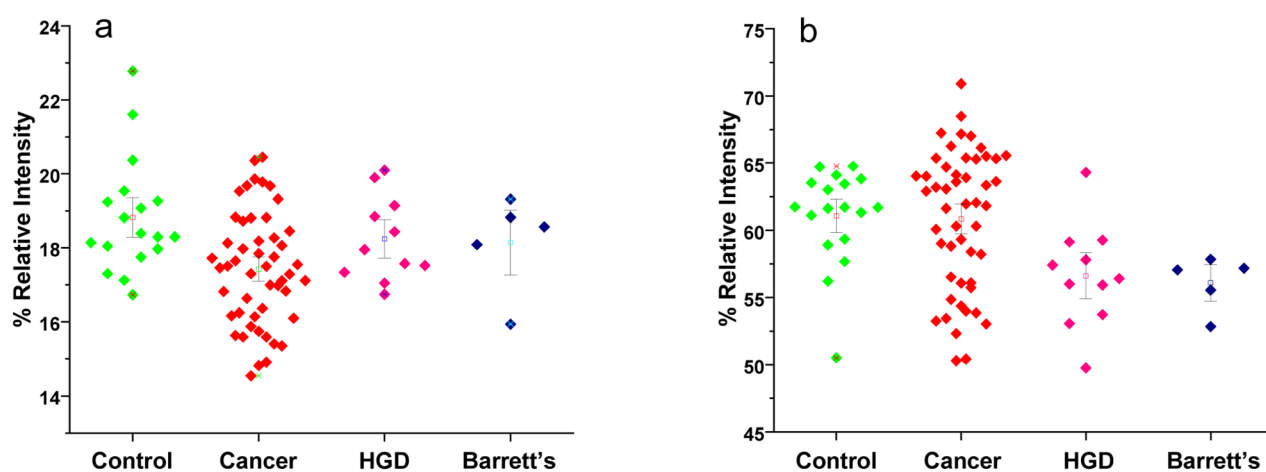 a
% Relative Intensity
24
22
20
18
16
14
Control Cancer HGD Barrett's
b
% Relative Intensity
75
70
65
60
55
50
45
Control Cancer HGD Barrett's